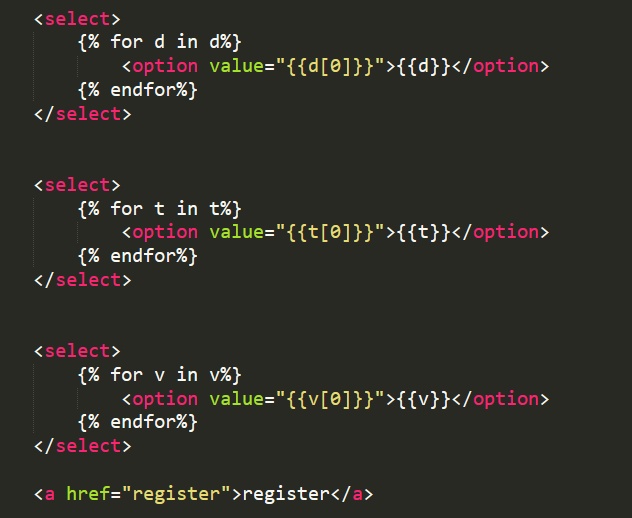 <select>
{% for d in d%}
<option value="{{d[0]}}">{{d}}</option>
{% endfor%}
</select>
<select>
{% for t in t%}
<option value="{{t[0]}}">{{t}}</option>
{% endfor%}
</select>
<select>
{% for v in v%}
<option value="{{v[0]}}">{{v}}</option>
{% endfor%}
</select>
<a href="register">register</a>